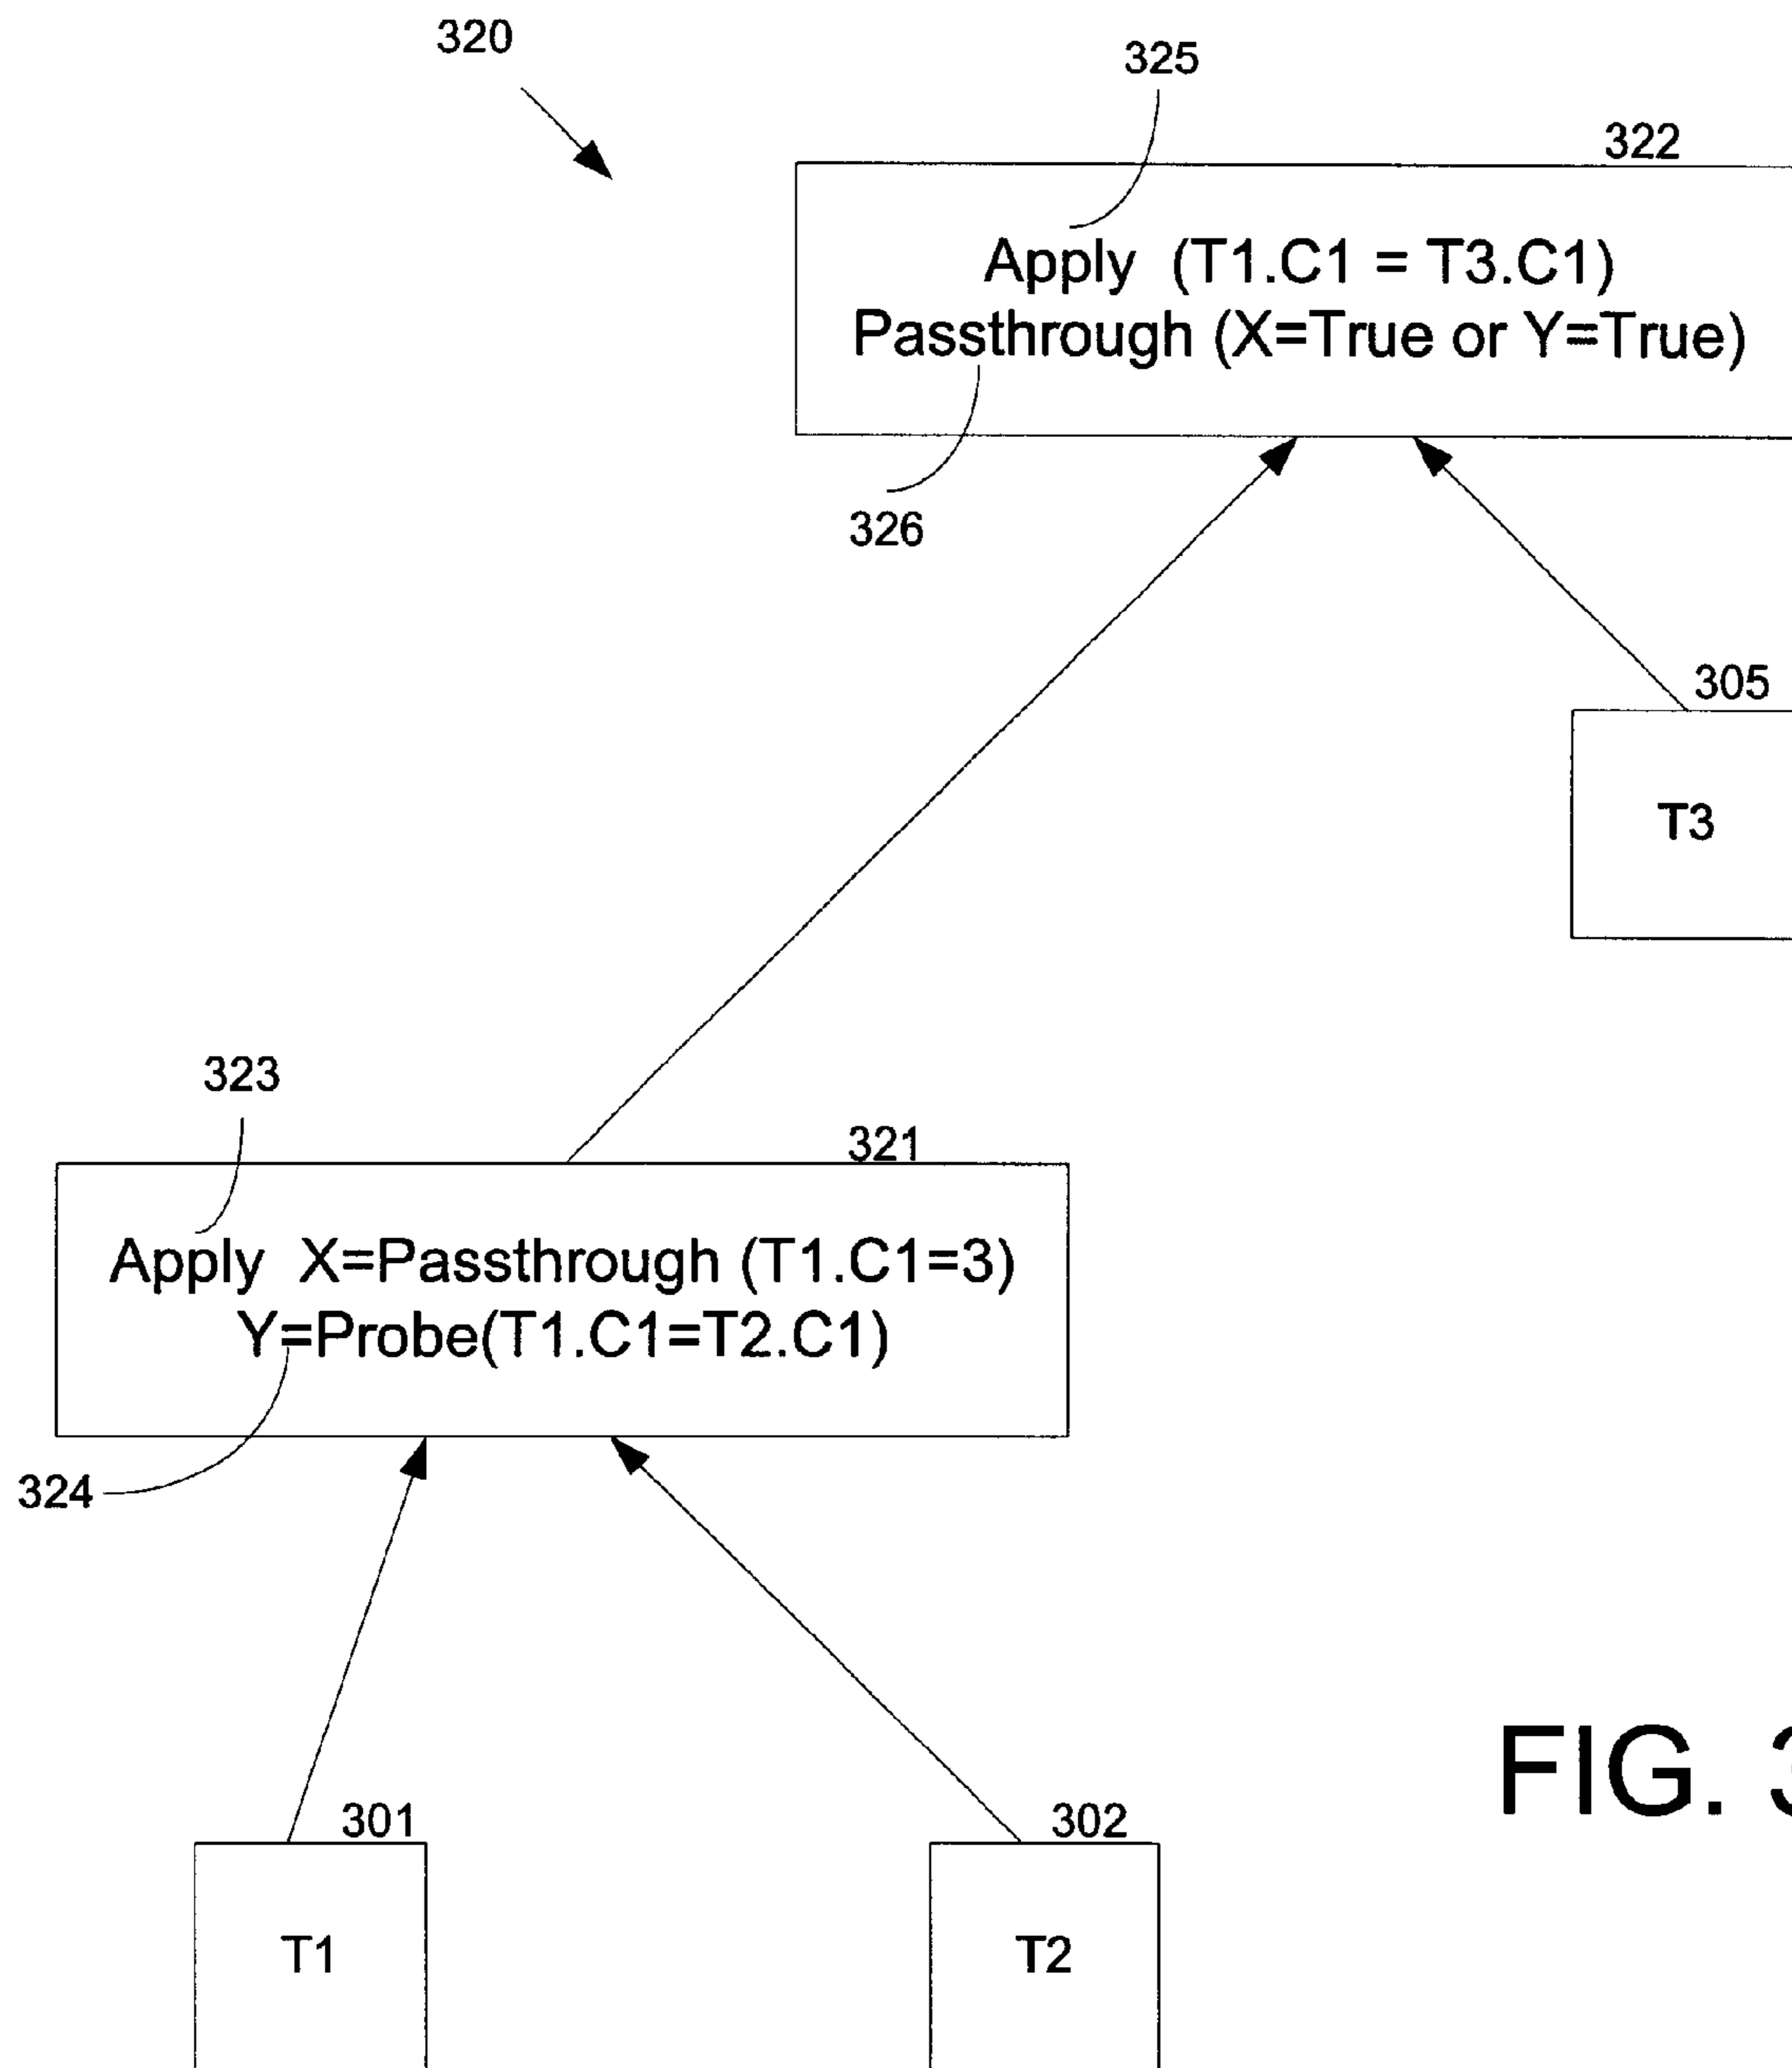 320
325
322
Apply (T1.C1 = T3.C1)
Passthrough (X=True or Y=True)
326
305
T3
323
321
Apply X=Passthrough (T1.C1=3)
Y=Probe(T1.C1=T2.C1)
324
FIG.
301
302
T1
T2